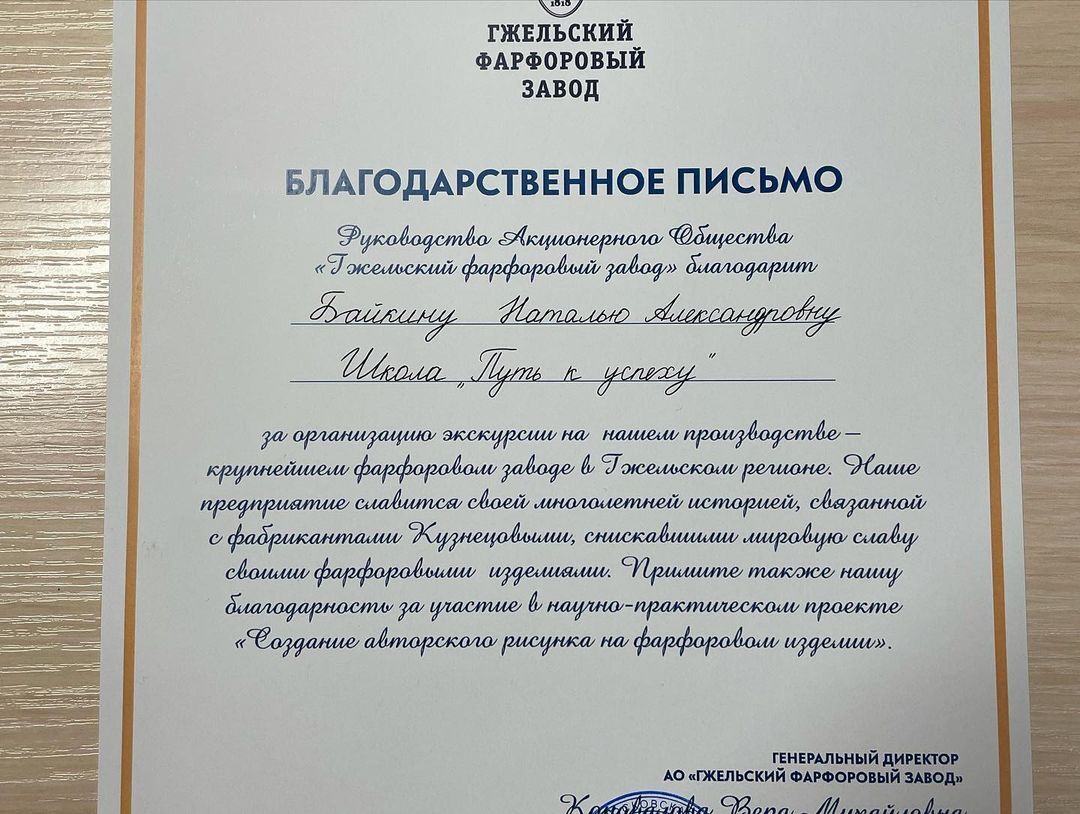 1818
ГЖЕЛЬСКИЙ
ФАРФОРОВЫЙ
ЗАВОД
БЛАГОДАРСТВЕННОЕ ПИСЬМО
Руководство Акционерного Общества
«Гжельский фарфоровый завод» благодарит
Байкину Наталью Александровну
Школа „Путь к успеху"
за организацию экскурсии на нашем производстве –
крупнейшем фарфоровом заводе в Гжельском регионе. Наше
предприятие славится своей многолетней историей, связанной
с фабрикантами Кузнецовыми, снискавшими мировую славу
своими фарфоровыми изделиями. Примите также нашу
благодарность за участие в научно-практическом проекте
«Создание авторского рисунка на фарфоровом изделии».
ГЕНЕРАЛЬНЫЙ ДИРЕКТОР
АО «ГЖЕЛЬСКИЙ ФАРФОРОВЫЙ ЗАВОД»
Коновалова Вера Михайловна